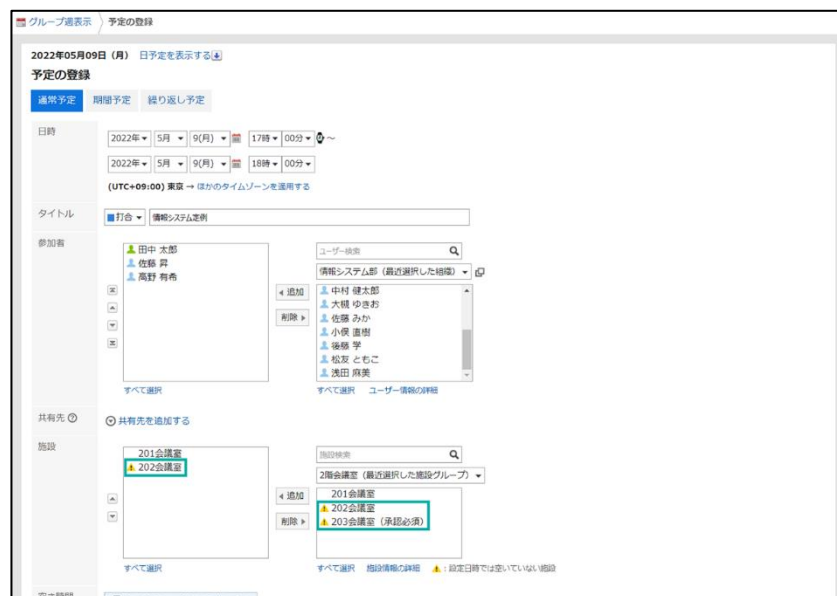 グループ週表示 〉 予定の登録
2022年05月09日（月） 日予定を表示する
予定の登録
通常予定 期間予定 繰り返し予定
日時
2022年 5月 9(月) 17時 00分 ～
2022年 5月 9(月) 18時 00分
(UTC+09:00) 東京 → ほかのタイムゾーンを適用する
タイトル
打合 情報システム定例
参加者
田中 太郎
佐藤 昇
高野 有希
すべて選択
追加
削除
ユーザー検索
情報システム部（最近選択した組織）
中村 健太郎
大槻 ゆきお
佐藤 みか
小俣 直樹
後藤 学
松友 ともこ
浅田 麻美
すべて選択 ユーザー情報の詳細
共有先
共有先を追加する
施設
201会議室
202会議室
すべて選択
追加
削除
施設検索
2階会議室（最近選択した施設グループ）
201会議室
202会議室
203会議室（承認必須）
すべて選択 施設情報の詳細 ：設定日時では空いていない施設